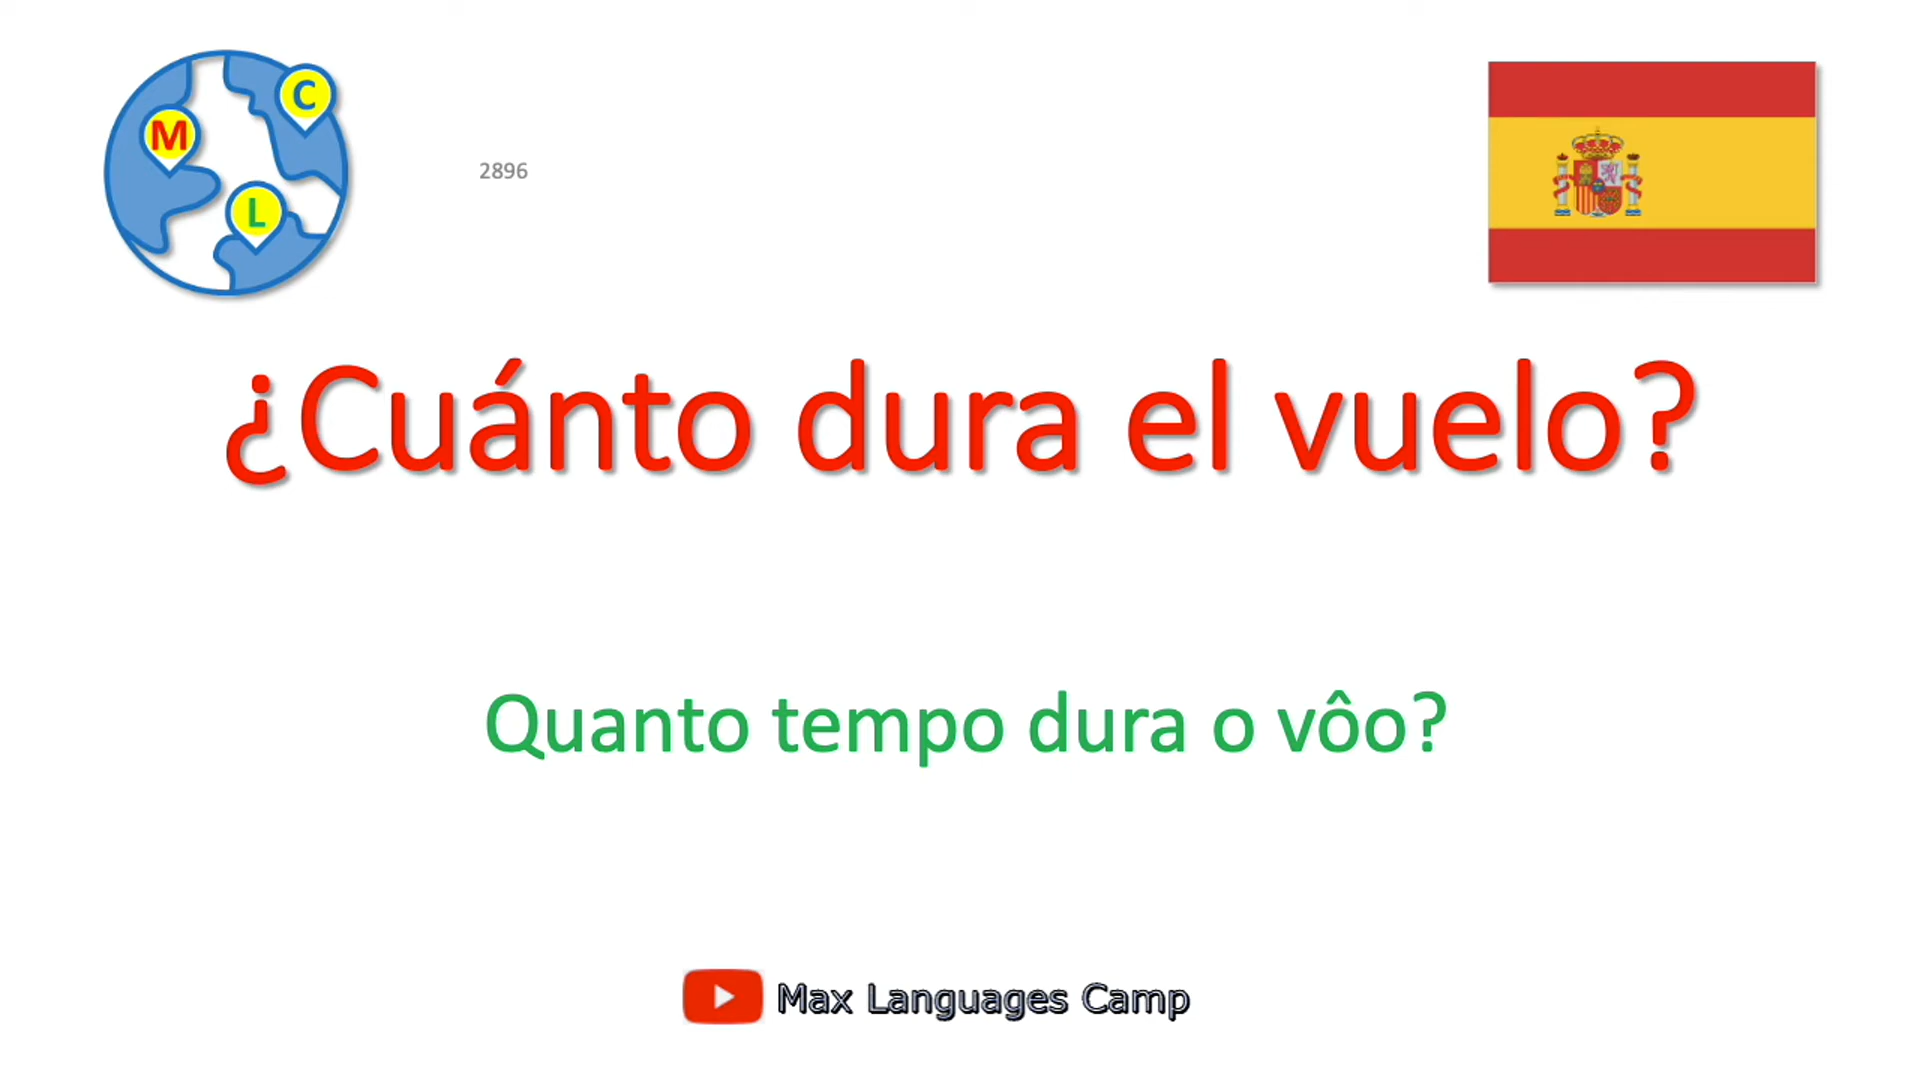 C
M
L
2896
¿Cuánto dura el vuelo?
Quanto tempo dura o vôo?
Max Languages Camp